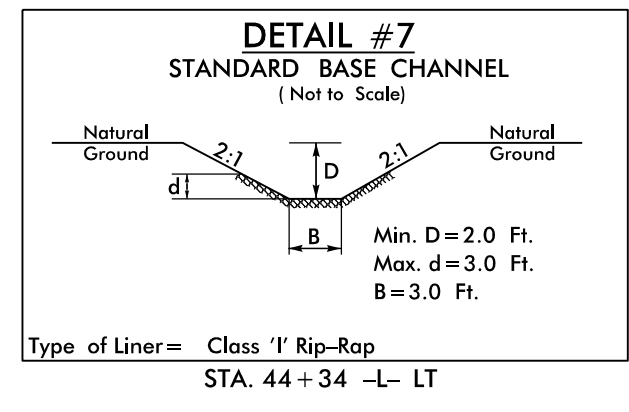 DETAIL #7
STANDARD BASE CHANNEL
( Not to Scale)
Natural
Ground
2:1
D
2:1
Natural
Ground
d
B
Min. D=2.0 Ft.
Max. d=3.0 Ft.
B=3.0 Ft.
Type of Liner= Class 'I' Rip-Rap
STA. 44+34 -L- LT